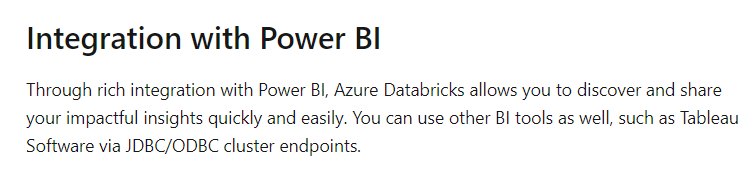 Integration with Power BI
Through rich integration with Power BI, Azure Databricks allows you to discover and share
your impactful insights quickly and easily. You can use other BI tools as well, such as Tableau
Software via JDBC/ODBC cluster endpoints.